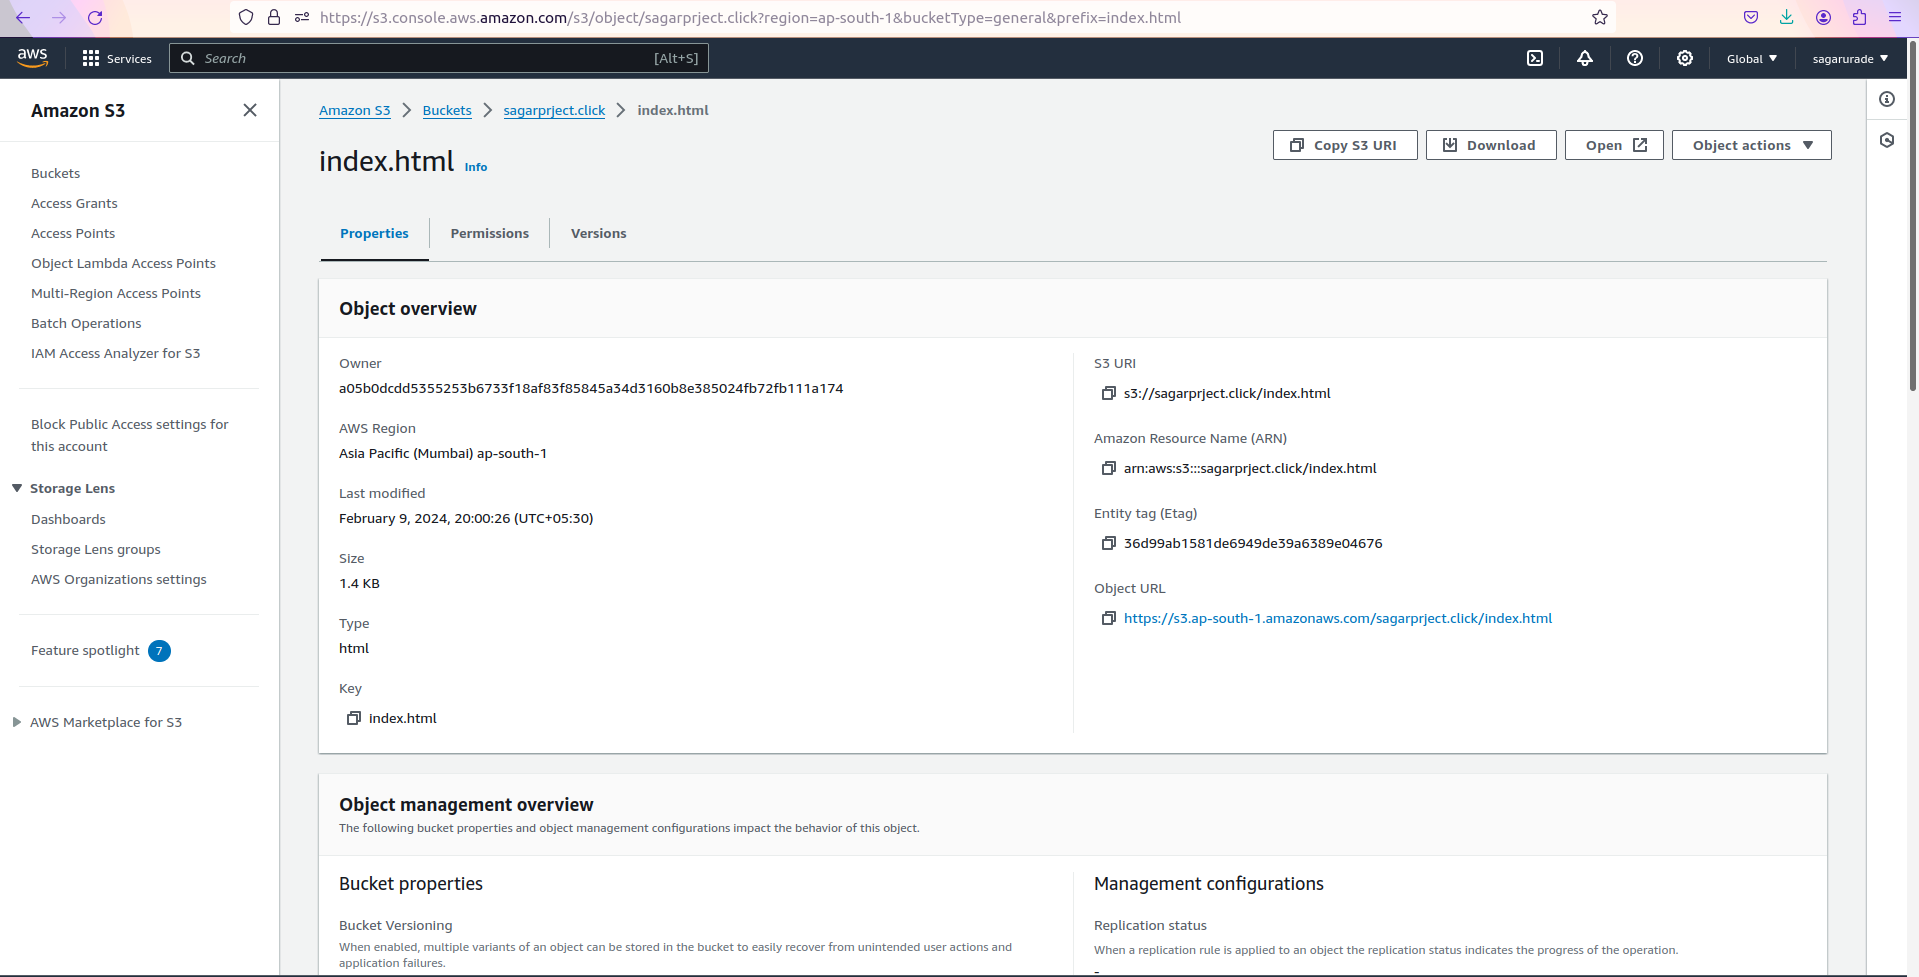 https://s3.console.aws.amazon.com/s3/object/sagarprject.click?region=ap-south-1&bucketType=general&prefix=index.html
aws
Services
Search
[Alt+S]
Global
sagarurade
Amazon S3
Buckets
Access Grants
Access Points
Object Lambda Access Points
Multi-Region Access Points
Batch Operations
IAM Access Analyzer for S3
Block Public Access settings for
this account
Storage Lens
Dashboards
Storage Lens groups
AWS Organizations settings
Feature spotlight 7
AWS Marketplace for S3
Amazon S3 > Buckets > sagarprject.click > index.html
index.html Info
Copy S3 URI
Download
Open
Object actions
Properties
Permissions
Versions
Object overview
Owner
a05b0dcdd5355253b6733f18af83f85845a34d3160b8e385024fb72fb111a174
AWS Region
Asia Pacific (Mumbai) ap-south-1
Last modified
February 9, 2024, 20:00:26 (UTC+05:30)
Size
1.4 KB
Type
html
Key
index.html
S3 URI
s3://sagarprject.click/index.html
Amazon Resource Name (ARN)
arn:aws:s3:::sagarprject.click/index.html
Entity tag (Etag)
36d99ab1581de6949de39a6389e04676
Object URL
https://s3.ap-south-1.amazonaws.com/sagarprject.click/index.html
Object management overview
The following bucket properties and object management configurations impact the behavior of this object.
Bucket properties
Bucket Versioning
When enabled, multiple variants of an object can be stored in the bucket to easily recover from unintended user actions and
application failures.
Management configurations
Replication status
When a replication rule is applied to an object the replication status indicates the progress of the operation.
-